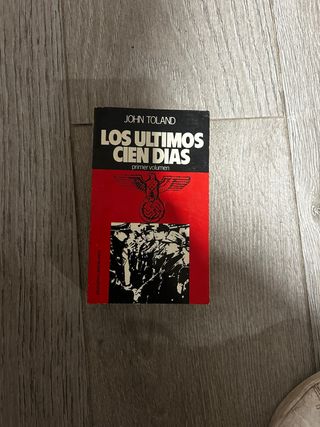 JOHN TOLAND
LOS ULTIMOS
CIEN DIAS
primer volumen